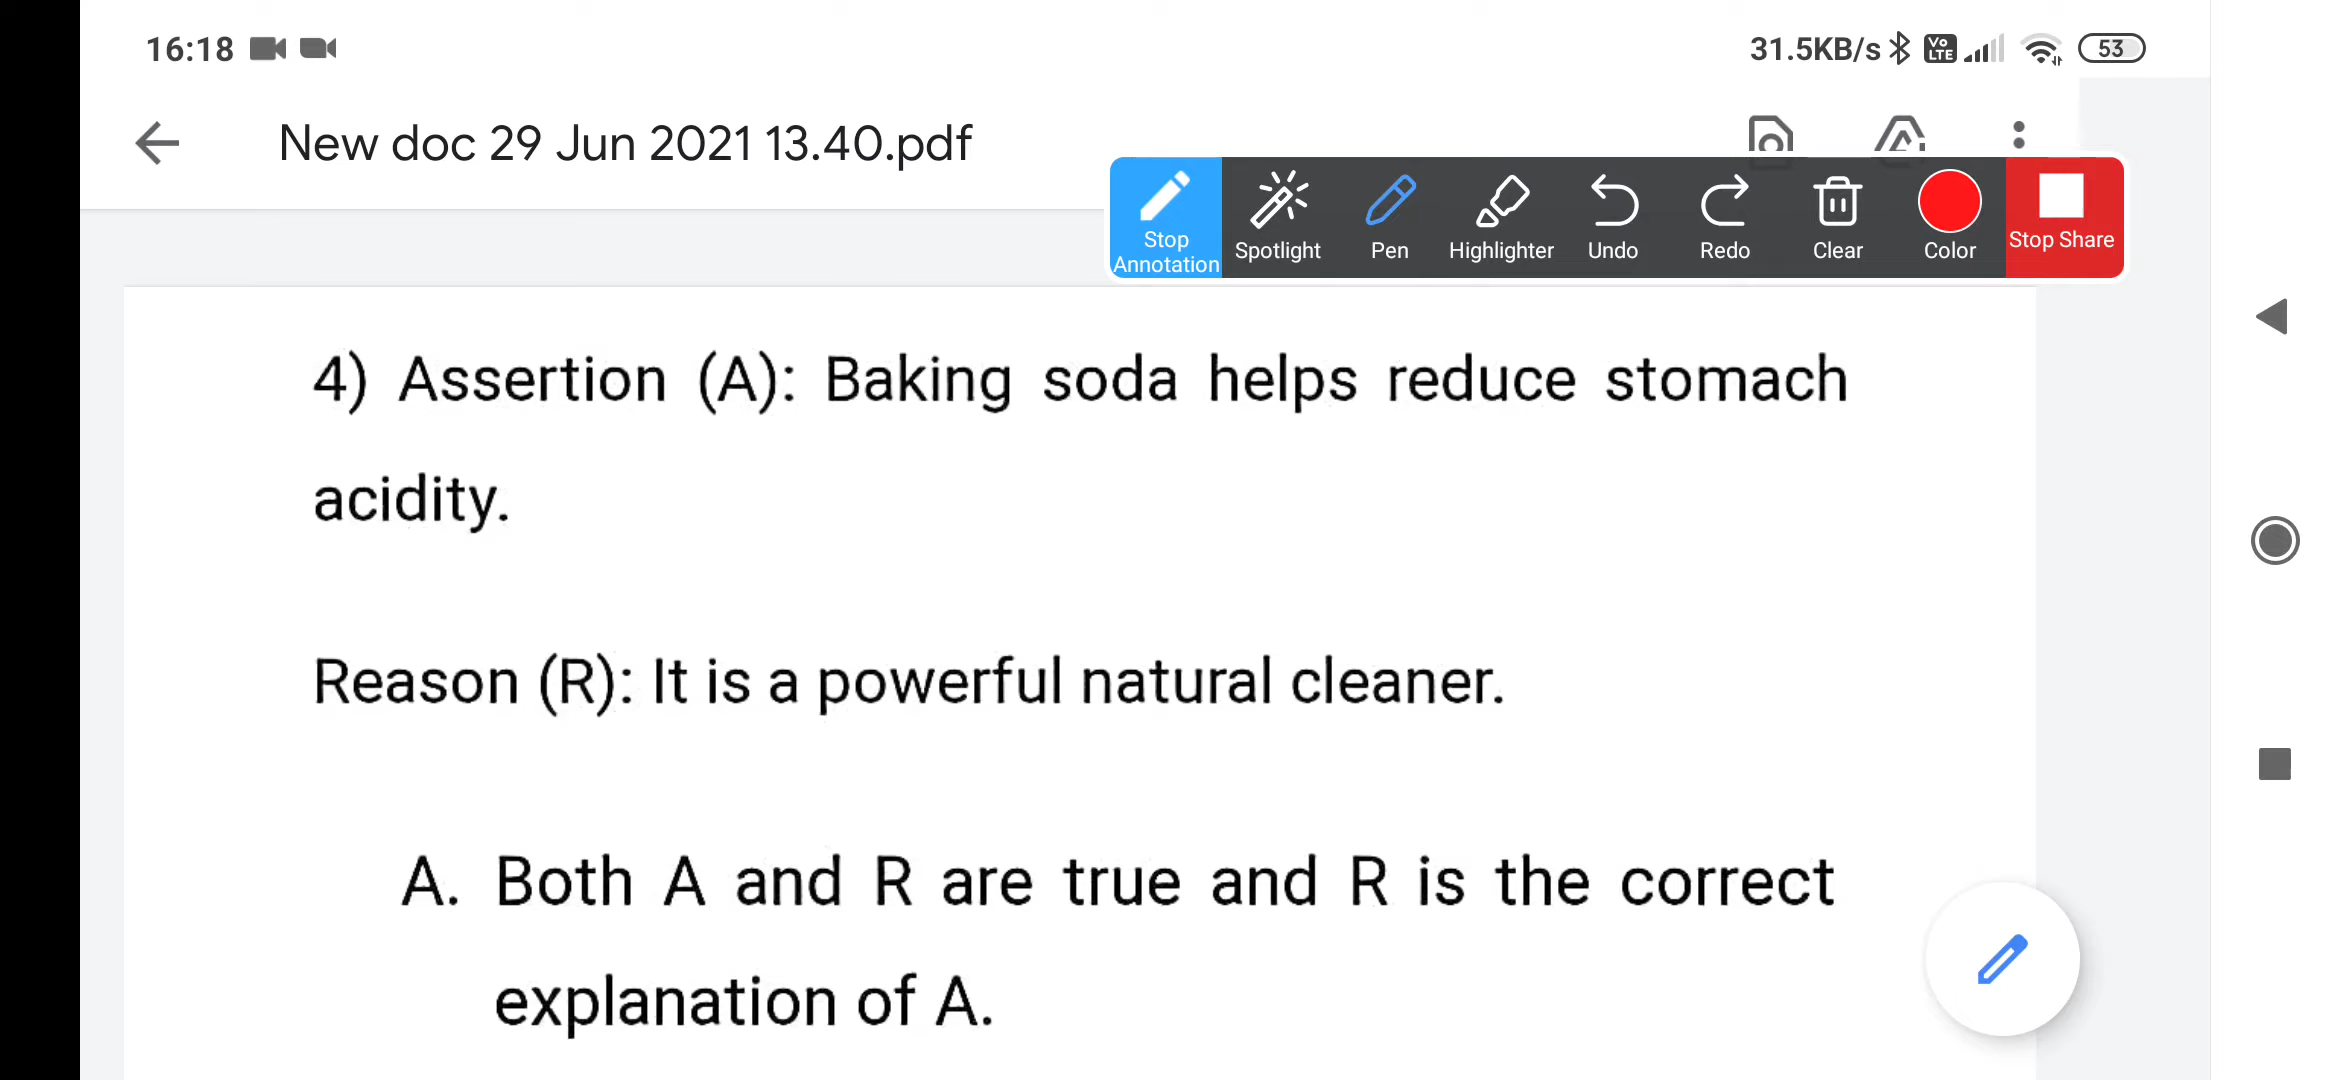 16:18 31.5KB/s Vo LTE 53
New doc 29 Jun 2021 13.40.pdf
Stop Annotation Spotlight Pen Highlighter Undo Redo Clear Color Stop Share
4) Assertion (A): Baking soda helps reduce stomach
acidity.
Reason (R): It is a powerful natural cleaner.
A. Both A and R are true and R is the correct
explanation of A.